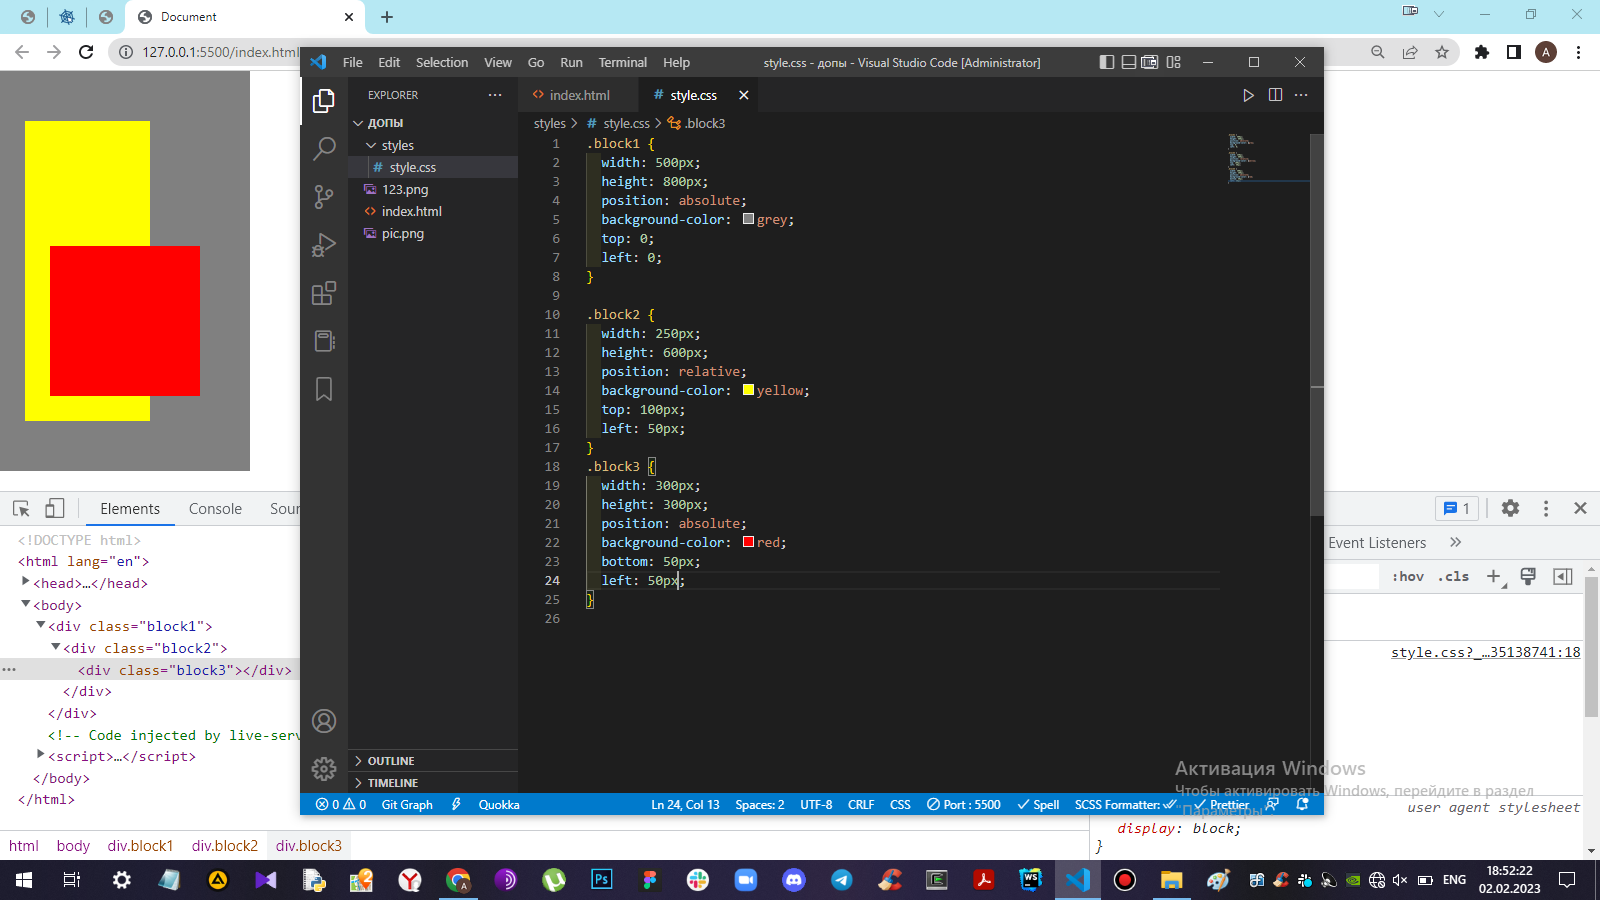 Document
127.0.0.1:5500/index.html
File Edit Selection View Go Run Terminal Help
style.css - допы - Visual Studio Code [Administrator]
EXPLORER
index.html
# style.css
ДОПЫ
styles
# style.css
123.png
index.html
pic.png
styles > # style.css > .block3
1 .block1 {
2 width: 500px;
3 height: 800px;
4 position: absolute;
5 background-color: grey;
6 top: 0;
7 left: 0;
8 }
9
10 .block2 {
11 width: 250px;
12 height: 600px;
13 position: relative;
14 background-color: yellow;
15 top: 100px;
16 left: 50px;
17 }
18 .block3 {
19 width: 300px;
20 height: 300px;
21 position: absolute;
22 background-color: red;
23 bottom: 50px;
24 left: 50px;
25 }
26
OUTLINE
TIMELINE
0 0 Git Graph Quokka Ln 24, Col 13 Spaces: 2 UTF-8 CRLF CSS Port : 5500 Spell SCSS Formatter: Prettier
Активация Windows
Чтобы активировать Windows, перейдите в раздел
"Параметры".
Elements Console Sour
1
<!DOCTYPE html>
<html lang="en">
<head>…</head>
<body>
<div class="block1">
<div class="block2">
<div class="block3"></div>
</div>
</div>
<!-- Code injected by live-serv
<script>…</script>
</body>
</html>
html body div.block1 div.block2 div.block3
Event Listeners
:hov .cls
style.css?_…35138741:18
user agent stylesheet
display: block;
}
ENG
18:52:22
02.02.2023